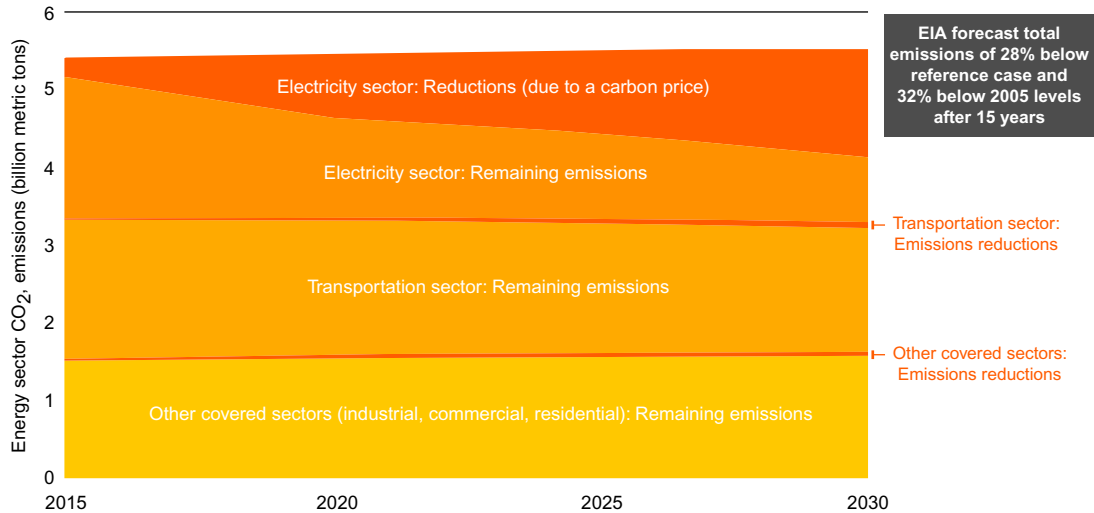 6
5
4
3
2
1
0
Energy sector CO2, emissions (billion metric tons)
2015
2020
2025
2030
Electricity sector: Reductions (due to a carbon price)
Electricity sector: Remaining emissions
Transportation sector: Remaining emissions
Other covered sectors (industrial, commercial, residential): Remaining emissions
EIA forecast total
emissions of 28% below
reference case and
32% below 2005 levels
after 15 years
Transportation sector:
Emissions reductions
Other covered sectors:
Emissions reductions